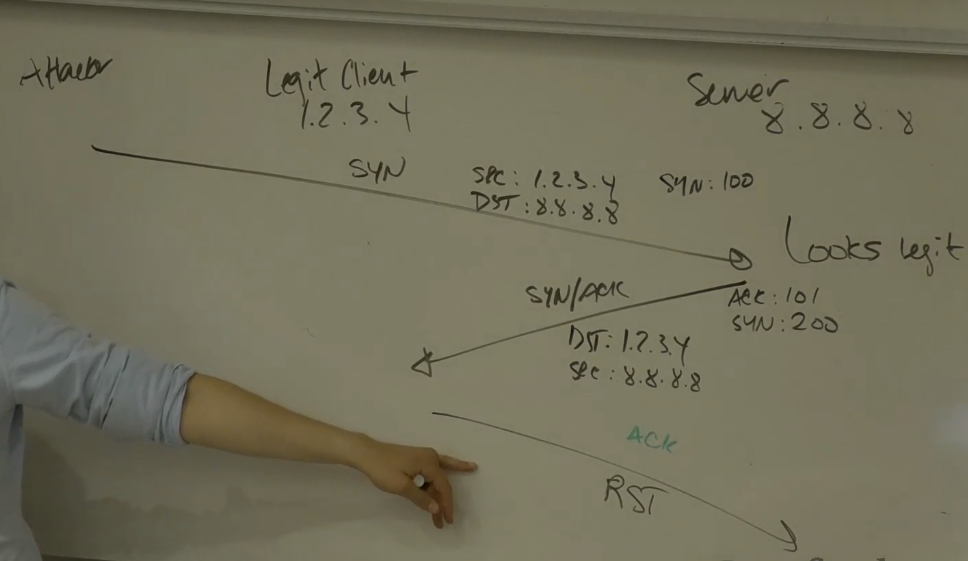 Attacker
Legit Client
1.2.3.4
Server
8.8.8.8
SYN
SRC: 1.2.3.4
DST: 8.8.8.8
SYN: 100
Looks legit
SYN/ACK
ACK: 101
SYN: 200
DST: 1.2.3.4
SRC: 8.8.8.8
ACK
RST